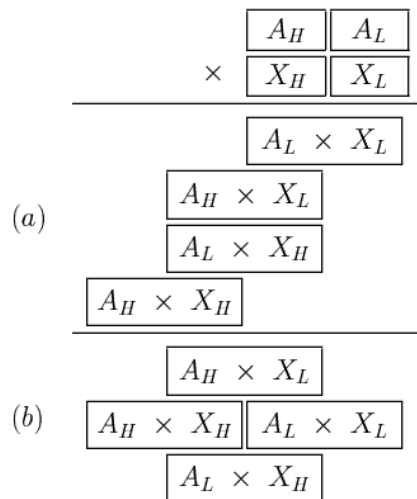 A_H A_L
× X_H X_L
A_L × X_L
(a)
A_H × X_L
A_L × X_H
A_H × X_H
A_H × X_L
(b)
A_H × X_H A_L × X_L
A_L × X_H